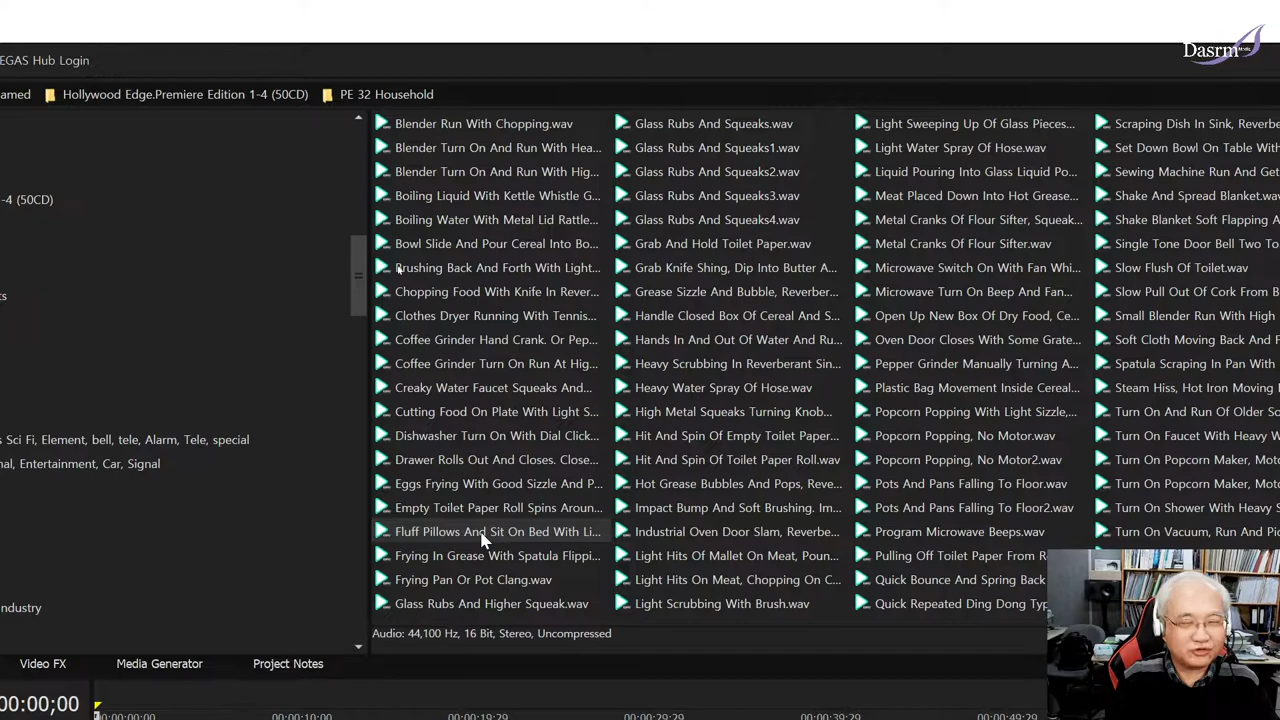 Dasrm
EGAS Hub Login
amed
Hollywood Edge.Premiere Edition 1-4 (50CD)
PE 32 Household
-4 (50CD)
ts
s Sci Fi, Element, bell, tele, Alarm, Tele, special
nal, Entertainment, Car, Signal
ndustry
Blender Run With Chopping.wav
Blender Turn On And Run With Hea...
Blender Turn On And Run With Hig...
Boiling Liquid With Kettle Whistle G...
Boiling Water With Metal Lid Rattle...
Bowl Slide And Pour Cereal Into Bo...
Brushing Back And Forth With Light...
Chopping Food With Knife In Rever...
Clothes Dryer Running With Tennis...
Coffee Grinder Hand Crank. Or Pep...
Coffee Grinder Turn On Run At Hig...
Creaky Water Faucet Squeaks And...
Cutting Food On Plate With Light S...
Dishwasher Turn On With Dial Click...
Drawer Rolls Out And Closes. Close...
Eggs Frying With Good Sizzle And P...
Empty Toilet Paper Roll Spins Aroun...
Fluff Pillows And Sit On Bed With Li...
Frying In Grease With Spatula Flippi...
Frying Pan Or Pot Clang.wav
Glass Rubs And Higher Squeak.wav
Glass Rubs And Squeaks.wav
Glass Rubs And Squeaks1.wav
Glass Rubs And Squeaks2.wav
Glass Rubs And Squeaks3.wav
Glass Rubs And Squeaks4.wav
Grab And Hold Toilet Paper.wav
Grab Knife Shing, Dip Into Butter A...
Grease Sizzle And Bubble, Reverber...
Handle Closed Box Of Cereal And S...
Hands In And Out Of Water And Ru...
Heavy Scrubbing In Reverberant Sin...
Heavy Water Spray Of Hose.wav
High Metal Squeaks Turning Knob...
Hit And Spin Of Empty Toilet Paper...
Hit And Spin Of Toilet Paper Roll.wav
Hot Grease Bubbles And Pops, Reve...
Impact Bump And Soft Brushing. Im...
Industrial Oven Door Slam, Reverbe...
Light Hits Of Mallet On Meat, Poun...
Light Hits On Meat, Chopping On C...
Light Scrubbing With Brush.wav
Light Sweeping Up Of Glass Pieces...
Light Water Spray Of Hose.wav
Liquid Pouring Into Glass Liquid Po...
Meat Placed Down Into Hot Grease...
Metal Cranks Of Flour Sifter, Squeak...
Metal Cranks Of Flour Sifter.wav
Microwave Switch On With Fan Whi...
Microwave Turn On Beep And Fan...
Open Up New Box Of Dry Food, Ce...
Oven Door Closes With Some Grate...
Pepper Grinder Manually Turning A...
Plastic Bag Movement Inside Cereal...
Popcorn Popping With Light Sizzle,...
Popcorn Popping, No Motor.wav
Popcorn Popping, No Motor2.wav
Pots And Pans Falling To Floor.wav
Pots And Pans Falling To Floor2.wav
Program Microwave Beeps.wav
Pulling Off Toilet Paper From R
Quick Bounce And Spring Back
Quick Repeated Ding Dong Typ
Scraping Dish In Sink, Reverbe
Set Down Bowl On Table With
Sewing Machine Run And Get
Shake And Spread Blanket.wav
Shake Blanket Soft Flapping A
Single Tone Door Bell Two To
Slow Flush Of Toilet.wav
Slow Pull Out Of Cork From B
Small Blender Run With High
Soft Cloth Moving Back And F
Spatula Scraping In Pan With
Steam Hiss, Hot Iron Moving
Turn On And Run Of Older So
Turn On Faucet With Heavy W
Turn On Popcorn Maker, Moto
Turn On Popcorn Maker, Moto
Turn On Shower With Heavy S
Turn On Vacuum, Run And Pi
Audio: 44,100 Hz, 16 Bit, Stereo, Uncompressed
Video FX
Media Generator
Project Notes
00:00:00;00
00:00:00:00
00:00:10:00
00:00:19:29
00:00:29:29
00:00:39:29
00:00:49:29